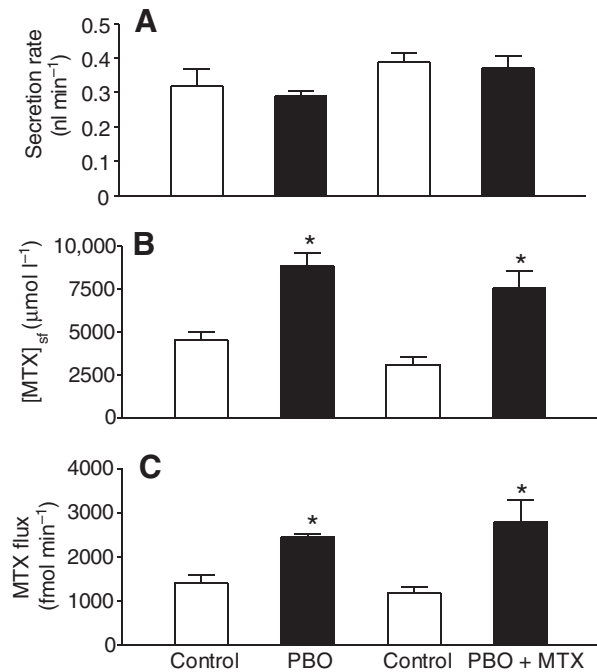 A
Secretion rate
(nl min⁻¹)
0.5
0.4
0.3
0.2
0.1
0
B
[MTX]sf (μmol l⁻¹)
10,000
7500
5000
2500
0
*
*
C
MTX flux
(fmol min⁻¹)
4000
3000
2000
1000
0
*
*
Control PBO Control PBO + MTX